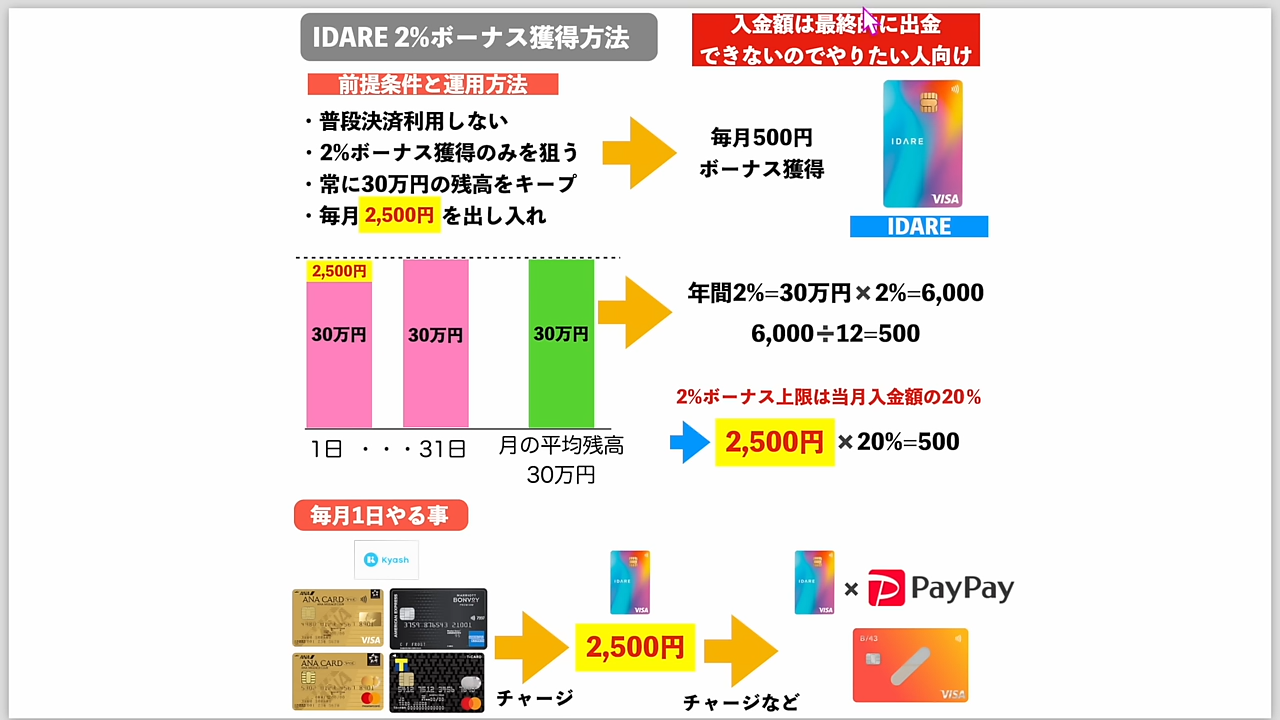 IDARE 2%ボーナス獲得方法
入金額は最終的に出金
できないのでやりたい人向け
前提条件と運用方法
・普段決済利用しない
・2%ボーナス獲得のみを狙う
・常に30万円の残高をキープ
・毎月2,500円を出し入れ
毎月500円
ボーナス獲得
IDARE
VISA
IDARE
2,500円
30万円
30万円
30万円
1日 ・・・31日
月の平均残高
30万円
年間2%=30万円×2%=6,000
6,000÷12=500
2%ボーナス上限は当月入金額の20%
2,500円×20%=500
毎月1日やる事
Kyash
ANA CARD
VISA
AMERICAN EXPRESS
MARRIOTT
BONVOY
3759 876543 21001
ANA CARD
T-CARD
チャージ
IDARE
VISA
2,500円
チャージなど
IDARE
VISA
× PayPay
B/43
VISA